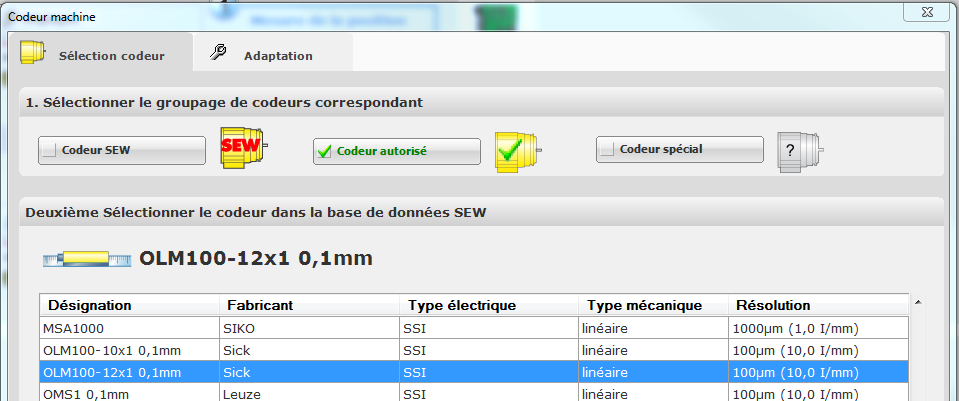 Mesure de la position
Codeur machine
Sélection codeur
Adaptation
1. Sélectionner le groupage de codeurs correspondant
Codeur SEW
SEW
Codeur autorisé
Codeur spécial
?
Deuxième Sélectionner le codeur dans la base de données SEW
OLM100-12x1 0,1mm
Désignation Fabricant Type électrique Type mécanique Résolution
MSA1000 SIKO SSI linéaire 1000µm (1,0 I/mm)
OLM100-10x1 0,1mm Sick SSI linéaire 100µm (10,0 I/mm)
OLM100-12x1 0,1mm Sick SSI linéaire 100µm (10,0 I/mm)
OMS1 0,1mm Leuze SSI linéaire 100µm (10,0 I/mm)